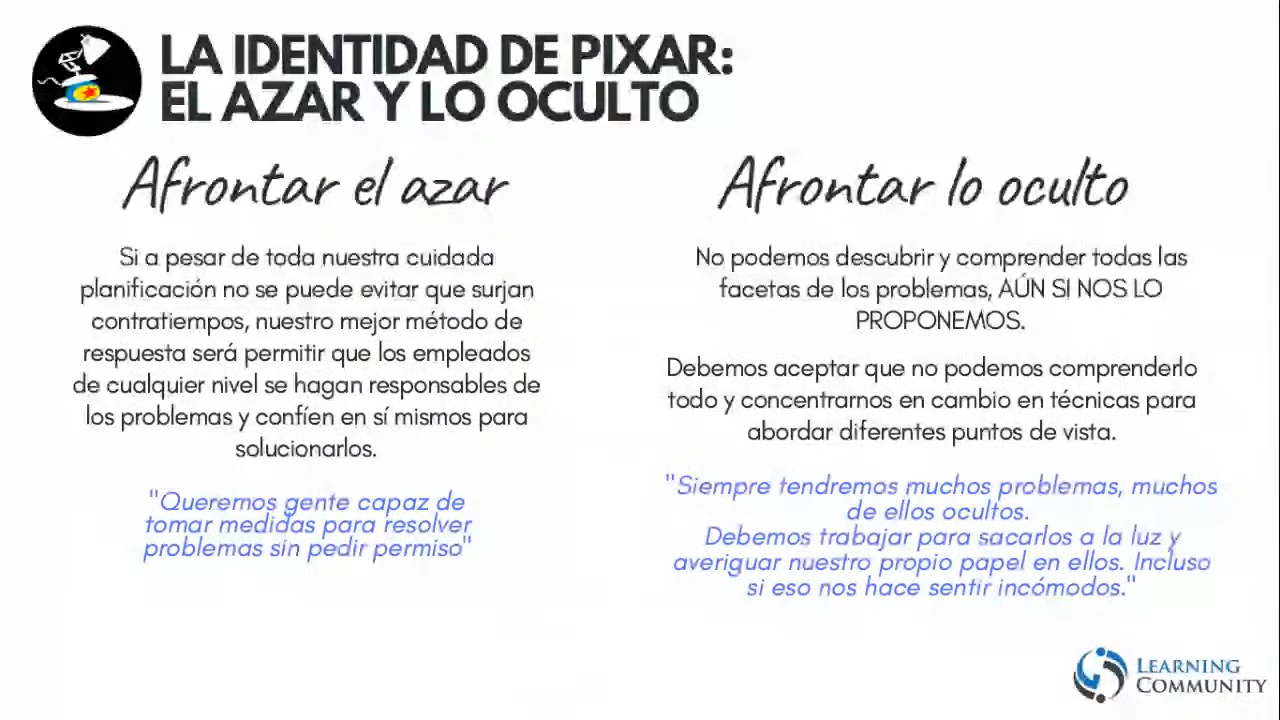 LA IDENTIDAD DE PIXAR:
EL AZAR Y LO OCULTO
Afrontar el azar
Si a pesar de toda nuestra cuidada
planificación no se puede evitar que surjan
contratiempos, nuestro mejor método de
respuesta será permitir que los empleados
de cualquier nivel se hagan responsables de
los problemas y confíen en sí mismos para
solucionarlos.
"Queremos gente capaz de
tomar medidas para resolver
problemas sin pedir permiso"
Afrontar lo oculto
No podemos descubrir y comprender todas las
facetas de los problemas, AÚN SI NOS LO
PROPONEMOS.
Debemos aceptar que no podemos comprenderlo
todo y concentrarnos en cambio en técnicas para
abordar diferentes puntos de vista.
"Siempre tendremos muchos problemas, muchos
de ellos ocultos.
Debemos trabajar para sacarlos a la luz y
averiguar nuestro propio papel en ellos. Incluso
si eso nos hace sentir incómodos."
LEARNING
COMMUNITY